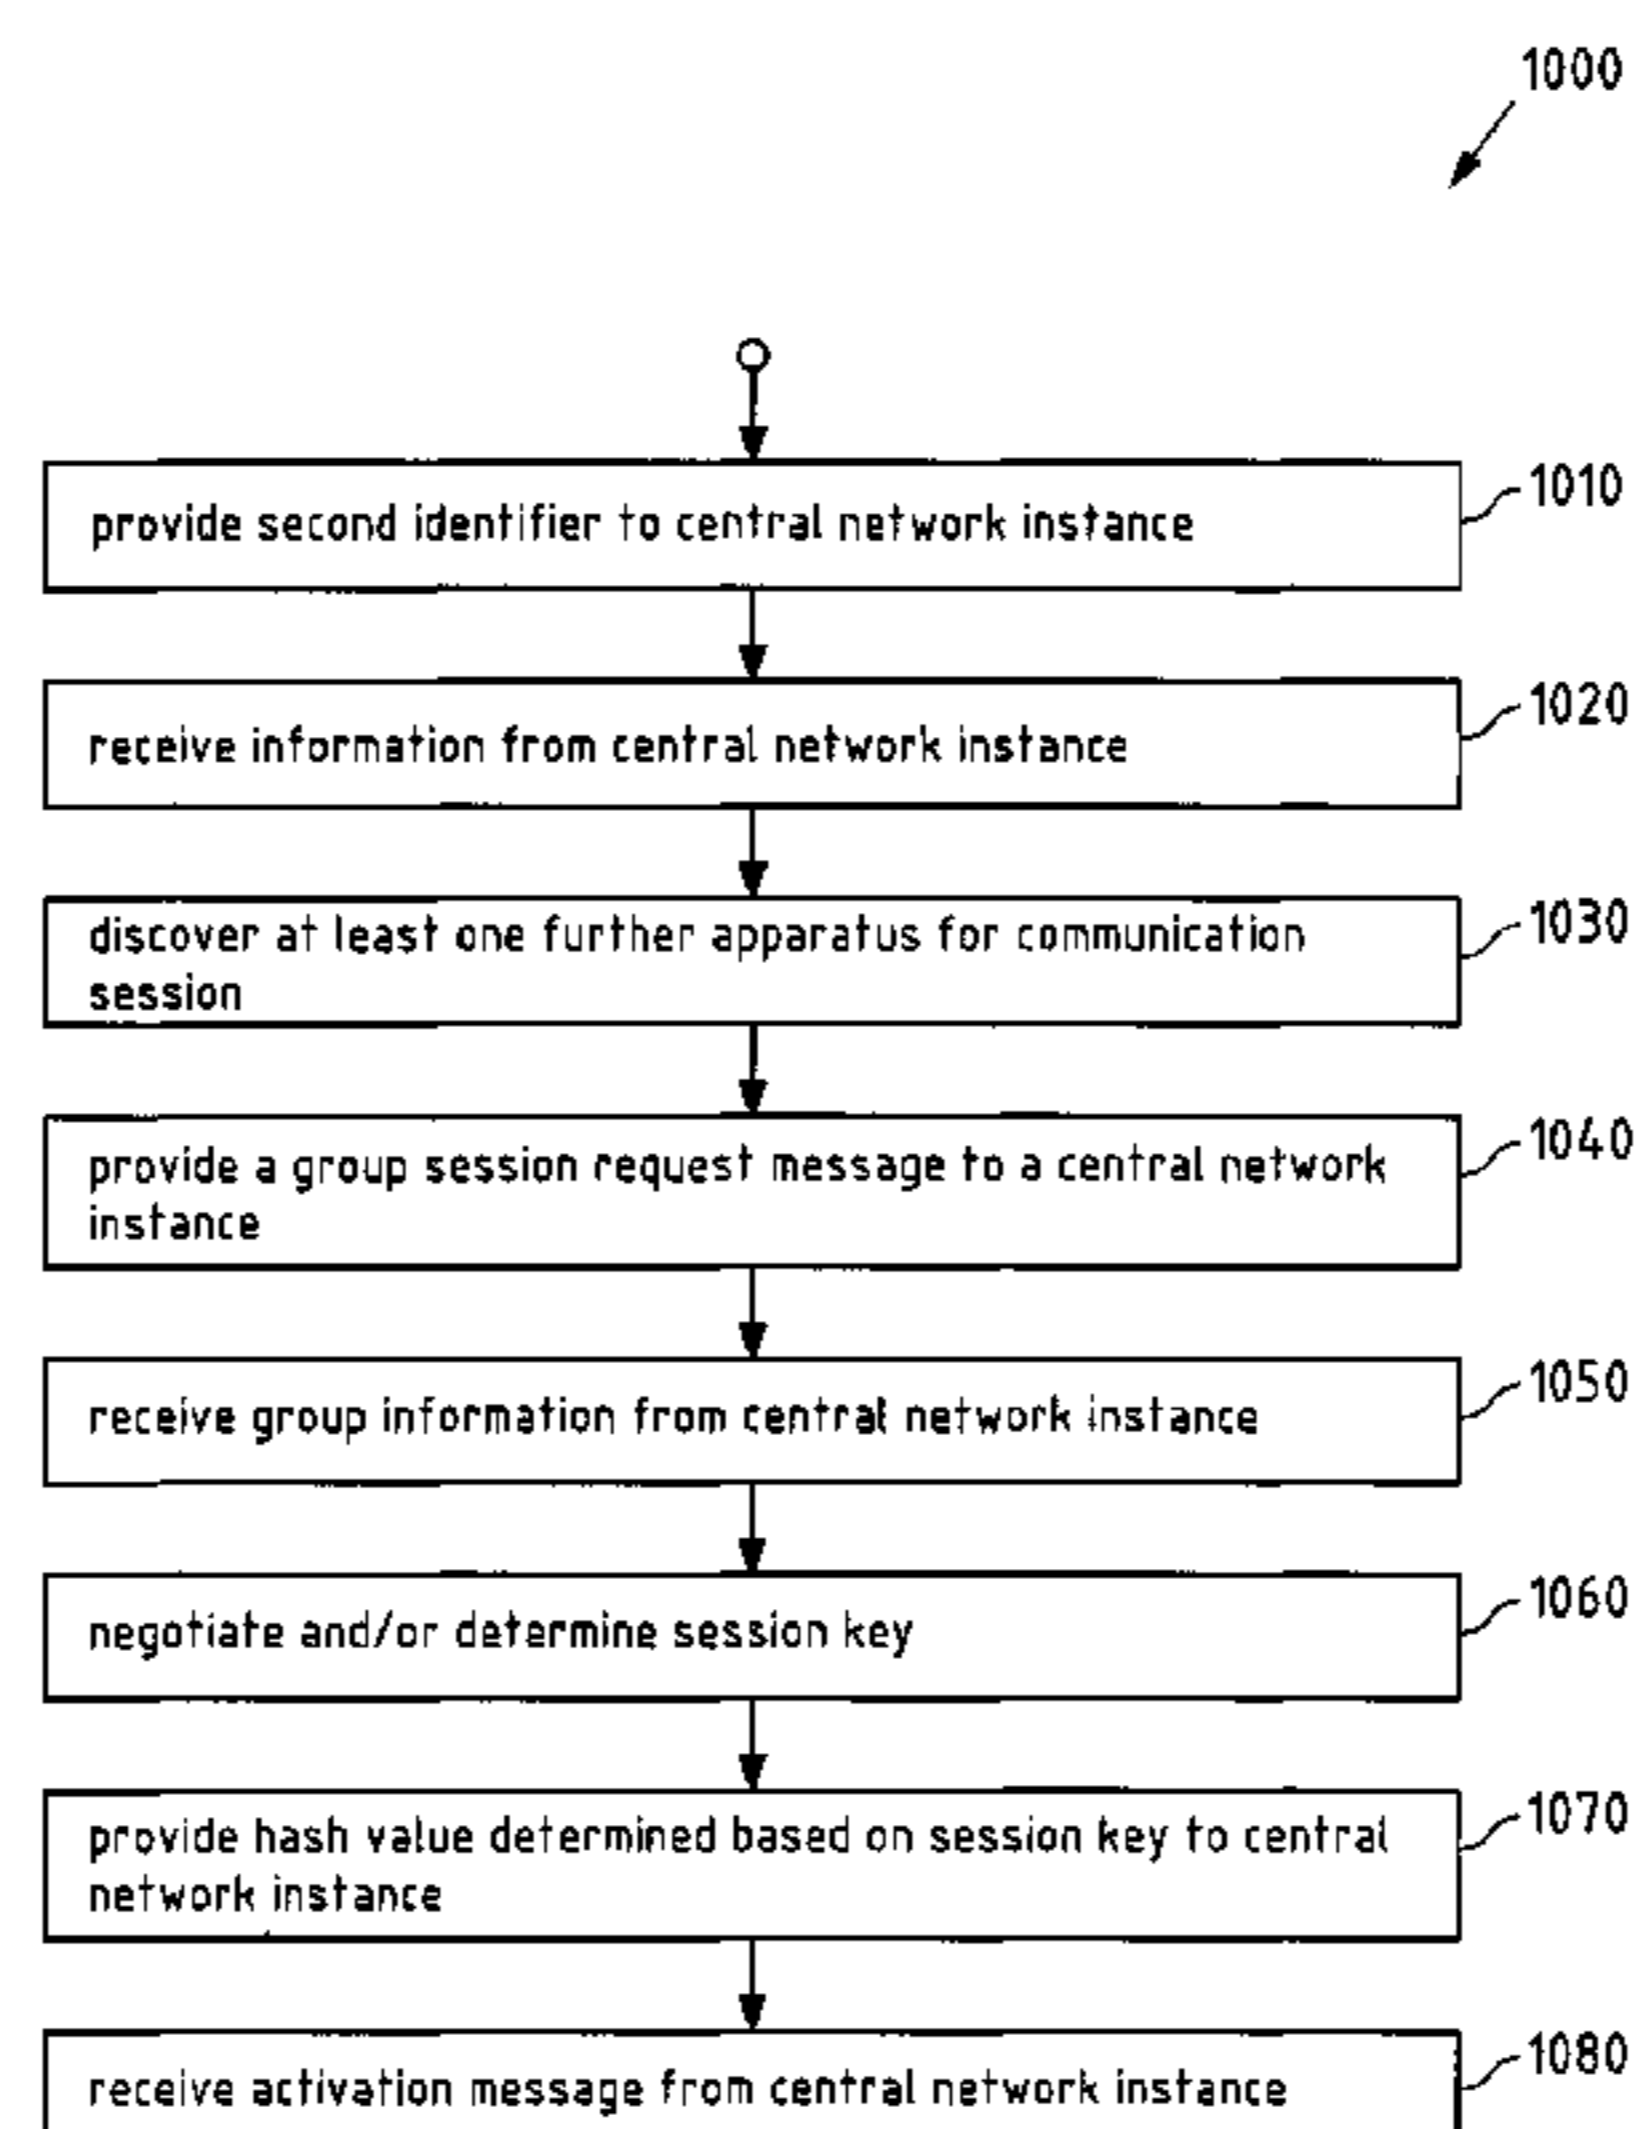 1000
provide second identifier to central network instance
1010
receive information from central network instance
1020
discover at least one further apparatus for communication
session
1030
provide a group session request message to a central network
instance
1040
receive group information from central network instance
1050
negotiate and/or determine session key
1060
provide hash value determined based on session key to central
network instance
1070
receive activation message from central network instance
1080